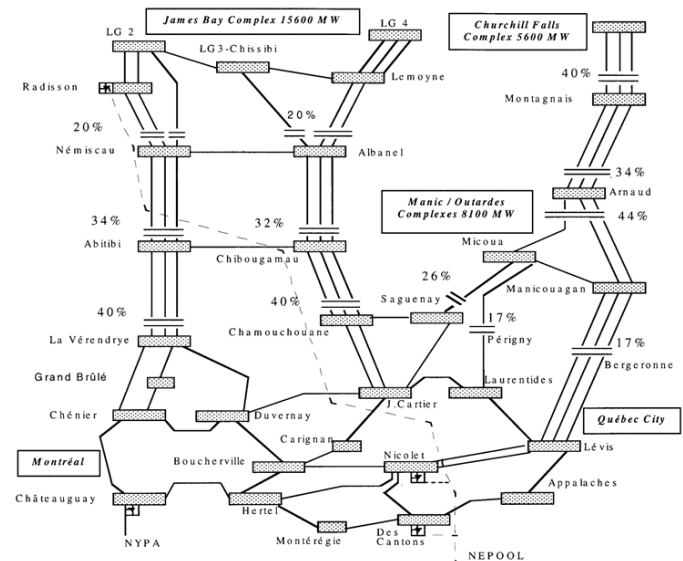 James Bay Complex 15600 MW
Churchill Falls
Complex 5600 MW
LG 2
LG 4
LG3-Chissibi
Radisson
Lemoyne
40%
Montagnais
20%
20%
Némiscau
Albanel
34%
Arnaud
Manic / Outardes
Complexes 8100 MW
34%
32%
44%
Abitibi
Chibougamau
Micoua
26%
Manicouagan
40%
40%
Saguenay
17%
Périgny
17%
Bergeronne
La Vérendrye
Chamouchouane
Grand Brûlé
Laurentides
J.Cartier
Chénier
Duvernay
Québec City
Carignan
Montréal
Boucherville
Nicolet
Lévis
Appalaches
Châteauguay
Hertel
NYPA
Montérégie
Des
Cantons
NEPOOL